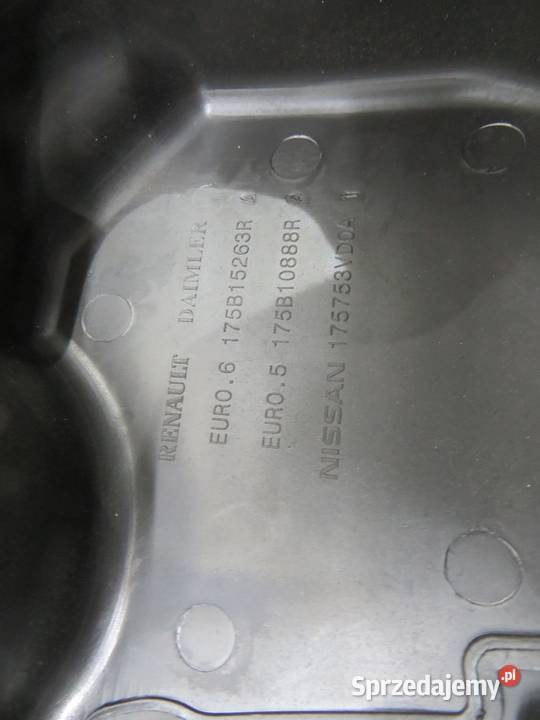 RENAULT DAIMLER
EURO.6 175B15263R
EURO.5 175B10888R
NISSAN 175753VD0A
Sprzedajemy.pl